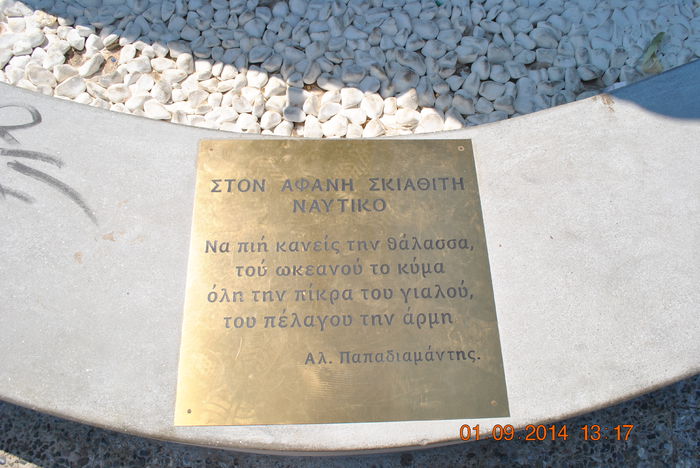 ΣΤΟΝ ΑΦΑΝΗ ΣΚΙΑΘΙΤΗ
ΝΑΥΤΙΚΟ
Να πιή κανείς την θάλασσα,
τού ωκεανού το κύμα
όλη την πίκρα του γιαλού,
του πέλαγου την άρμη
Αλ. Παπαδιαμάντης.
01 09 2014 13 17